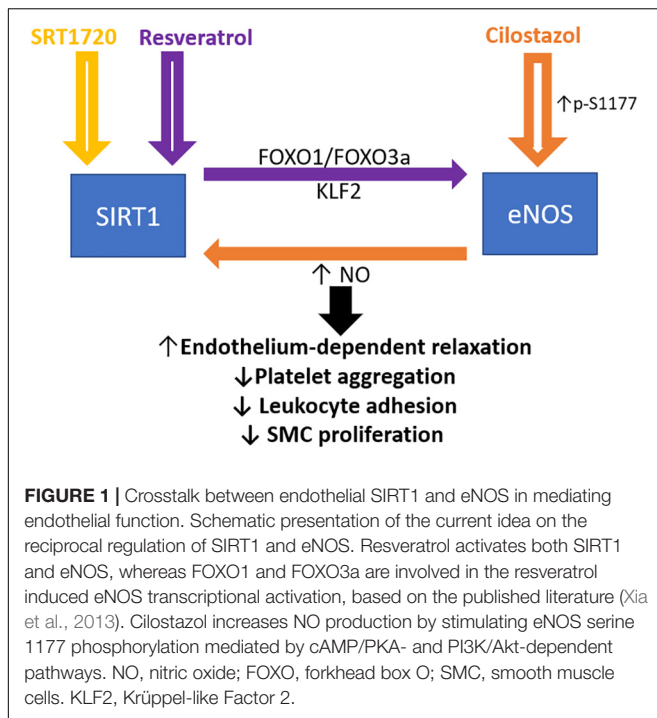 SRT1720 Resveratrol Cilostazol
↑p-S1177
FOXO1/FOXO3a
KLF2
SIRT1
eNOS
↑ NO
↑Endothelium-dependent relaxation
↓Platelet aggregation
↓ Leukocyte adhesion
↓ SMC proliferation
FIGURE 1 | Crosstalk between endothelial SIRT1 and eNOS in mediating
endothelial function. Schematic presentation of the current idea on the
reciprocal regulation of SIRT1 and eNOS. Resveratrol activates both SIRT1
and eNOS, whereas FOXO1 and FOXO3a are involved in the resveratrol
induced eNOS transcriptional activation, based on the published literature (Xia
et al., 2013). Cilostazol increases NO production by stimulating eNOS serine
1177 phosphorylation mediated by cAMP/PKA- and PI3K/Akt-dependent
pathways. NO, nitric oxide; FOXO, forkhead box O; SMC, smooth muscle
cells. KLF2, Krüppel-like Factor 2.